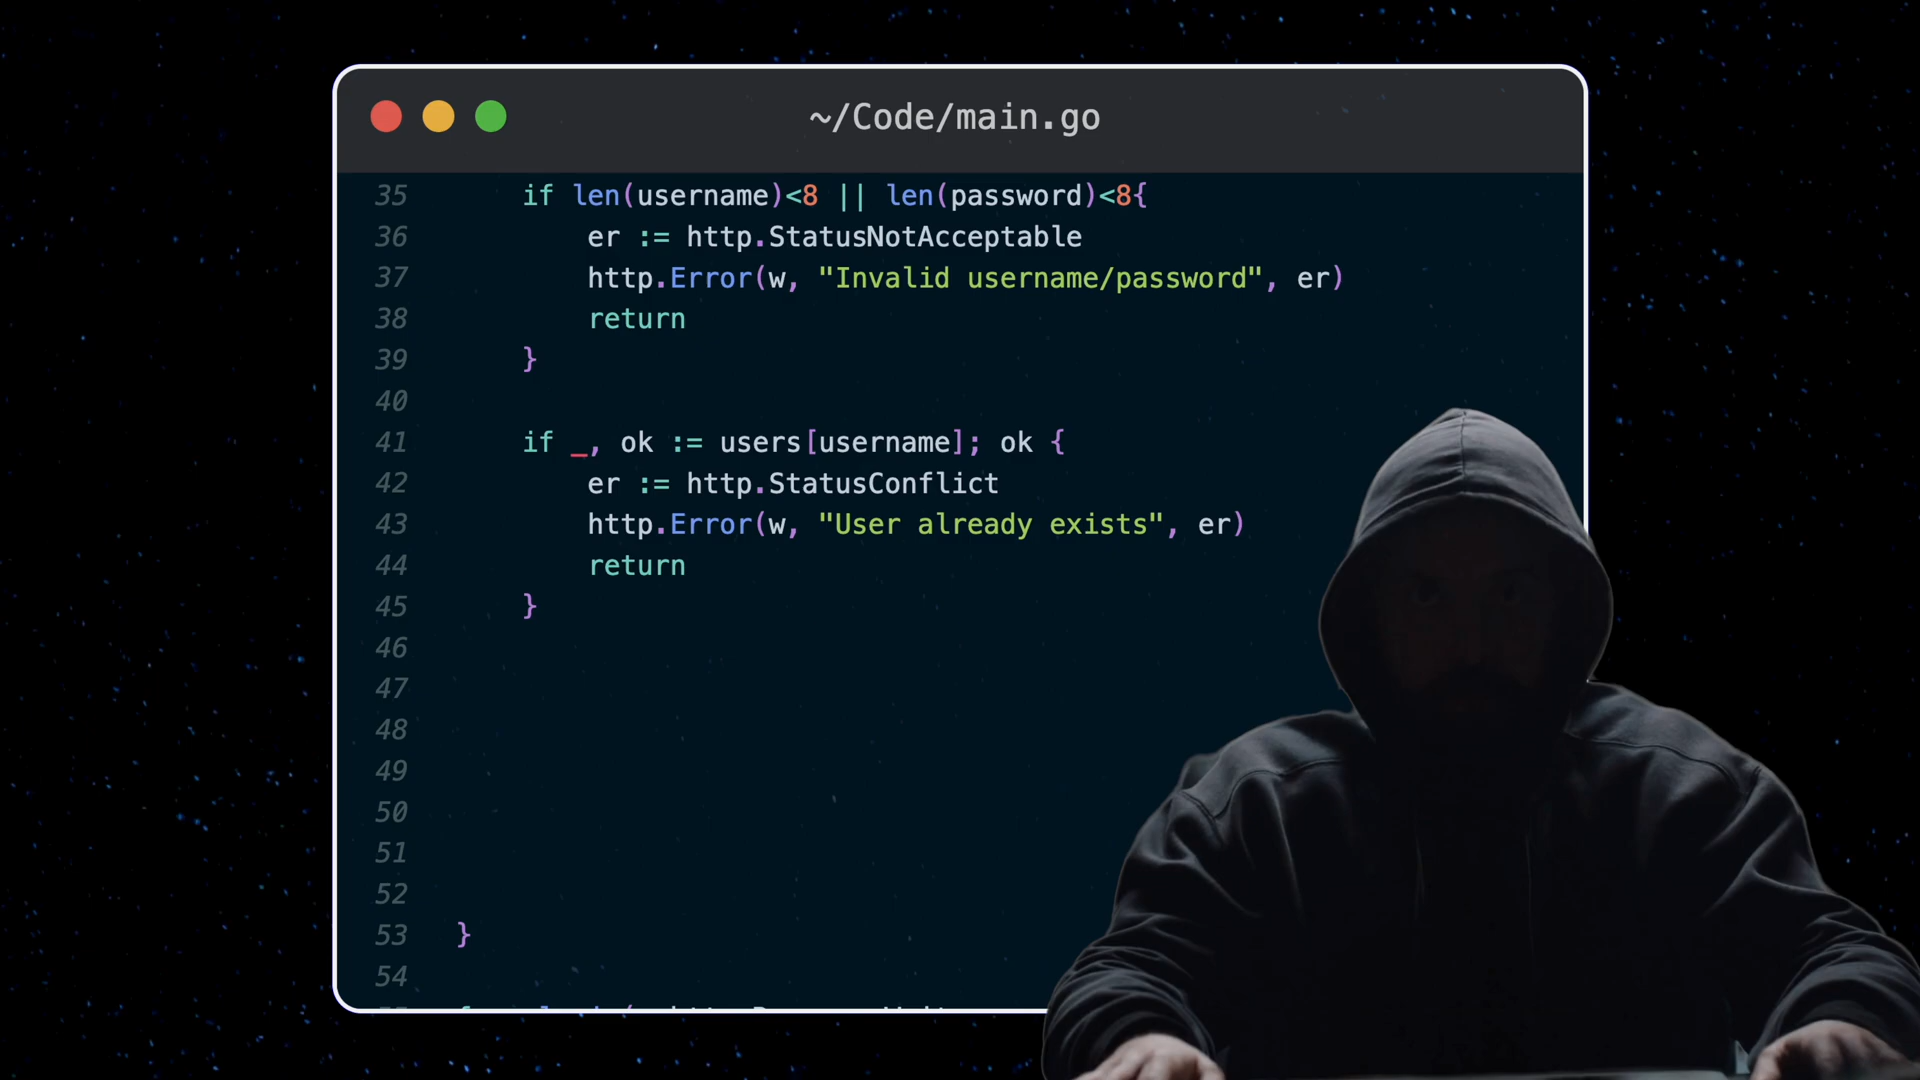 ~/Code/main.go
35 if len(username)<8 || len(password)<8{
36 er := http.StatusNotAcceptable
37 http.Error(w, "Invalid username/password", er)
38 return
39 }
40
41 if _, ok := users[username]; ok {
42 er := http.StatusConflict
43 http.Error(w, "User already exists", er)
44 return
45 }
46
47
48
49
50
51
52
53 }
54